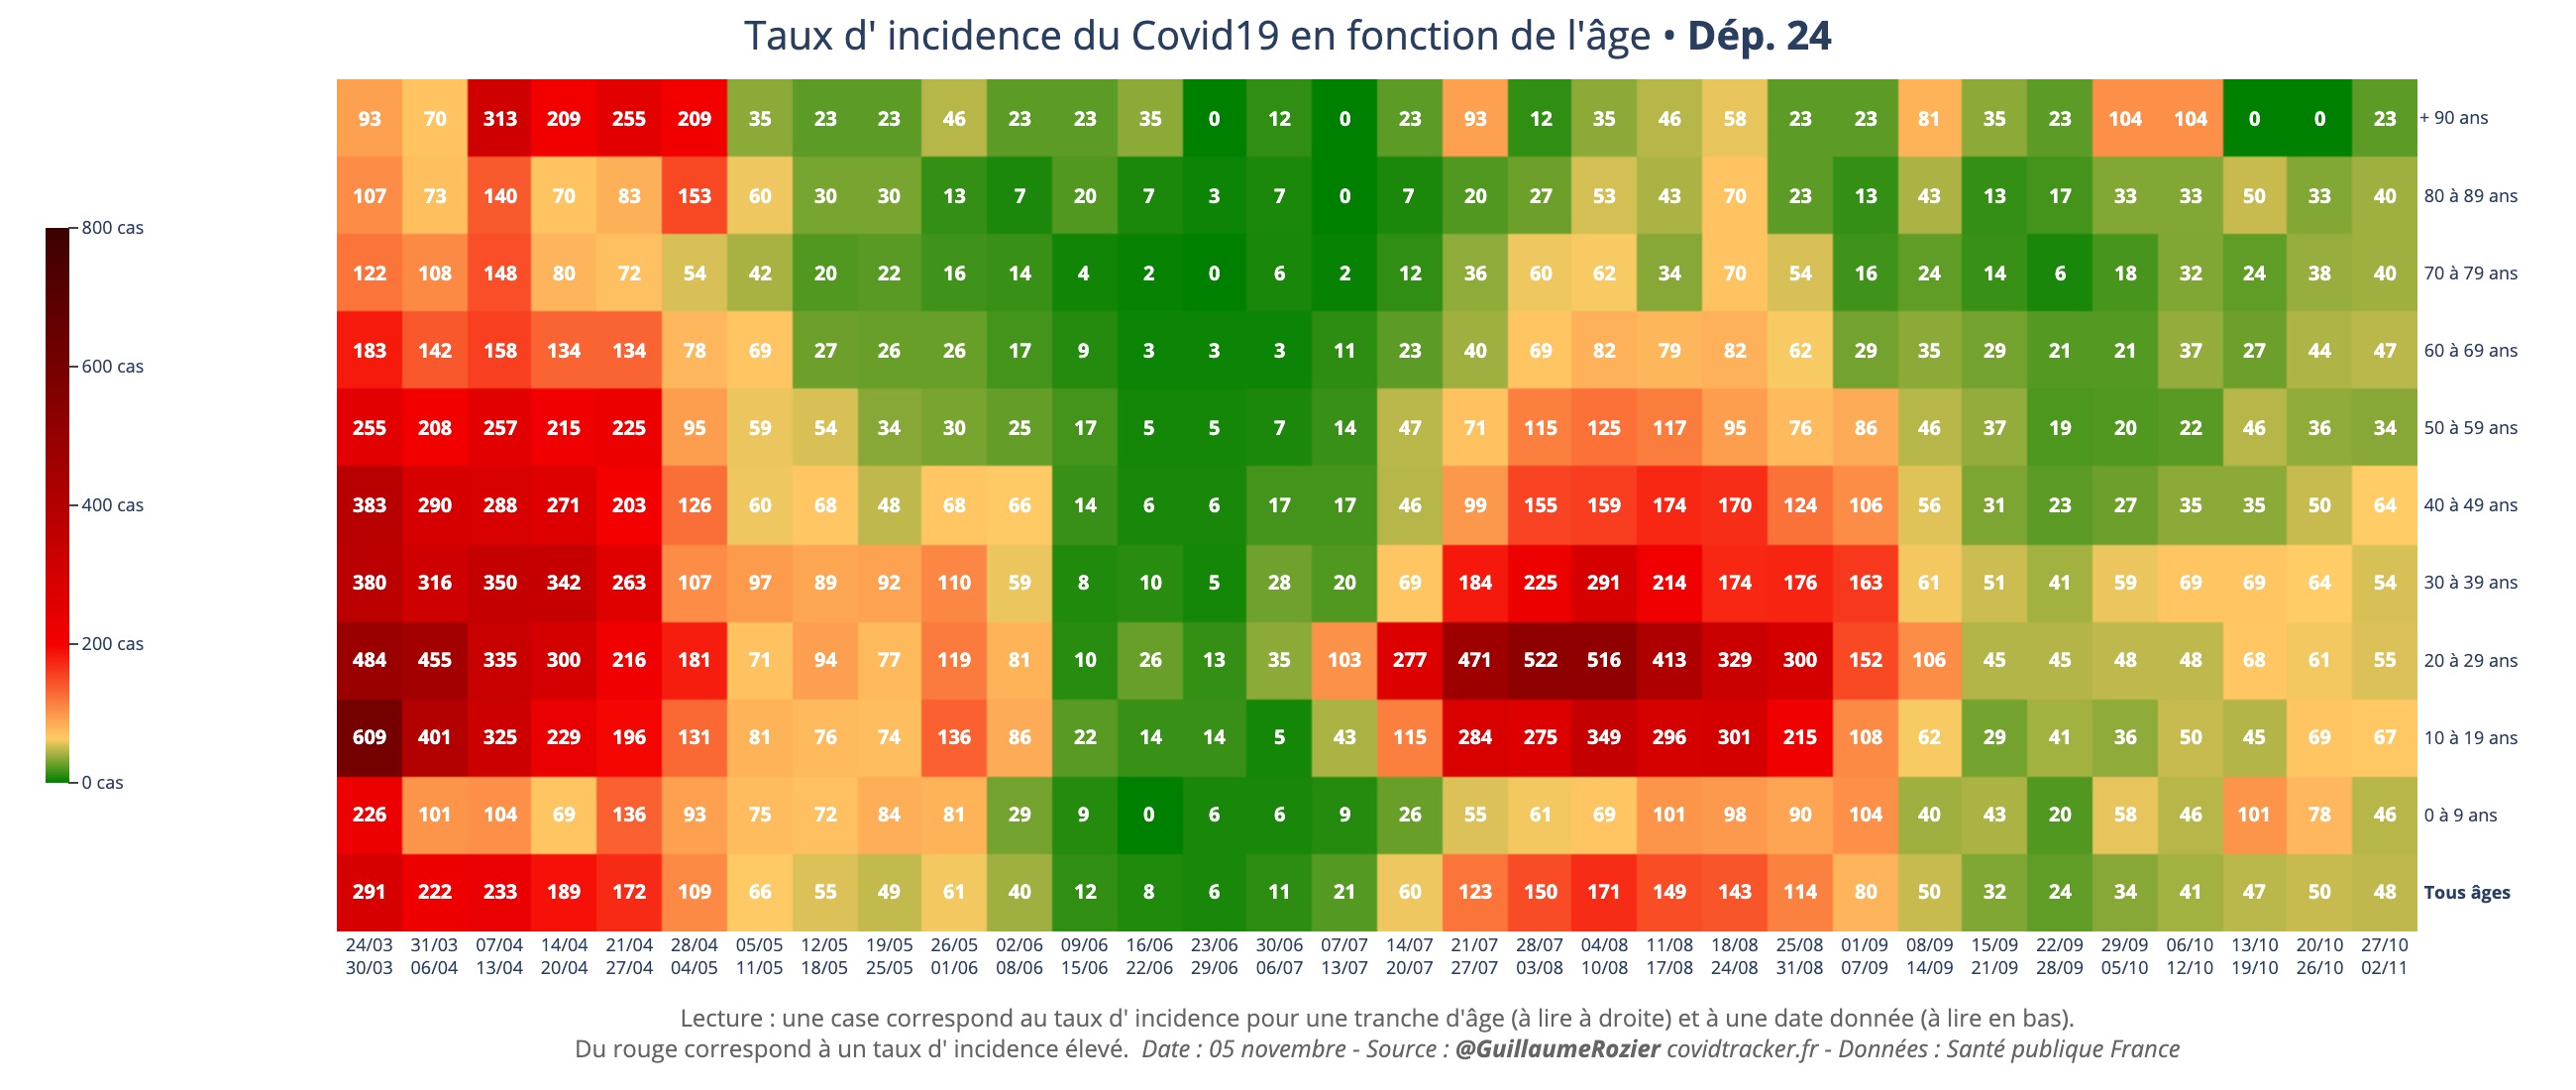 Taux d' incidence du Covid19 en fonction de l'âge • Dép. 24
800 cas
600 cas
400 cas
200 cas
0 cas
93 70 313 209 255 209 35 23 23 46 23 23 35 0 12 0 23 93 12 35 46 58 23 23 81 35 23 104 104 0 0 23 + 90 ans
107 73 140 70 83 153 60 30 30 13 7 20 7 3 7 0 7 20 27 53 43 70 23 13 43 13 17 33 33 50 33 40 80 à 89 ans
122 108 148 80 72 54 42 20 22 16 14 4 2 0 6 2 12 36 60 62 34 70 54 16 24 14 6 18 32 24 38 40 70 à 79 ans
183 142 158 134 134 78 69 27 26 26 17 9 3 3 3 11 23 40 69 82 79 82 62 29 35 29 21 21 37 27 44 47 60 à 69 ans
255 208 257 215 225 95 59 54 34 30 25 17 5 5 7 14 47 71 115 125 117 95 76 86 46 37 19 20 22 46 36 34 50 à 59 ans
383 290 288 271 203 126 60 68 48 68 66 14 6 6 17 17 46 99 155 159 174 170 124 106 56 31 23 27 35 35 50 64 40 à 49 ans
380 316 350 342 263 107 97 89 92 110 59 8 10 5 28 20 69 184 225 291 214 174 176 163 61 51 41 59 69 69 64 54 30 à 39 ans
484 455 335 300 216 181 71 94 77 119 81 10 26 13 35 103 277 471 522 516 413 329 300 152 106 45 45 48 48 68 61 55 20 à 29 ans
609 401 325 229 196 131 81 76 74 136 86 22 14 14 5 43 115 284 275 349 296 301 215 108 62 29 41 36 50 45 69 67 10 à 19 ans
226 101 104 69 136 93 75 72 84 81 29 9 0 6 6 9 26 55 61 69 101 98 90 104 40 43 20 58 46 101 78 46 0 à 9 ans
291 222 233 189 172 109 66 55 49 61 40 12 8 6 11 21 60 123 150 171 149 143 114 80 50 32 24 34 41 47 50 48 Tous âges
24/03 31/03 07/04 14/04 21/04 28/04 05/05 12/05 19/05 26/05 02/06 09/06 16/06 23/06 30/06 07/07 14/07 21/07 28/07 04/08 11/08 18/08 25/08 01/09 08/09 15/09 22/09 29/09 06/10 13/10 20/10 27/10
30/03 06/04 13/04 20/04 27/04 04/05 11/05 18/05 25/05 01/06 08/06 15/06 22/06 29/06 06/07 13/07 20/07 27/07 03/08 10/08 17/08 24/08 31/08 07/09 14/09 21/09 28/09 05/10 12/10 19/10 26/10 02/11
Lecture : une case correspond au taux d' incidence pour une tranche d'âge (à lire à droite) et à une date donnée (à lire en bas).
Du rouge correspond à un taux d' incidence élevé. Date : 05 novembre - Source : @GuillaumeRozier covidtracker.fr - Données : Santé publique France